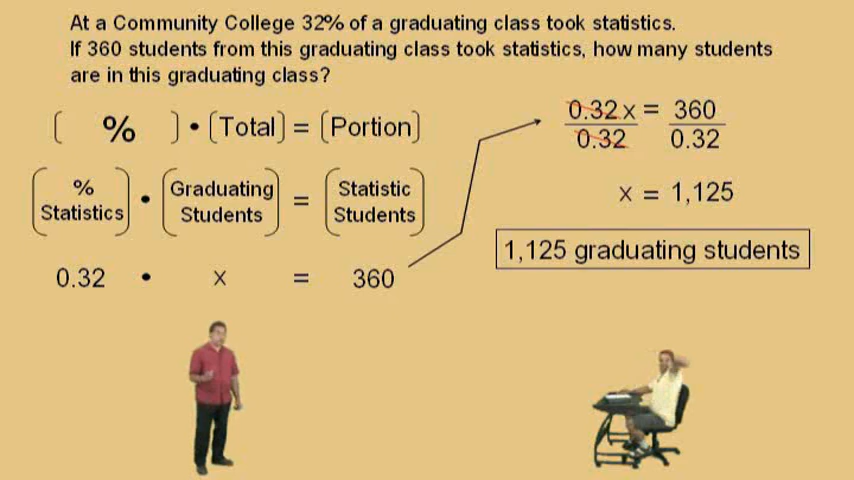 At a Community College 32% of a graduating class took statistics.
If 360 students from this graduating class took statistics, how many students
are in this graduating class?
( % ) • (Total) = (Portion)
(% Statistics) • (Graduating Students) = (Statistic Students)
0.32 • x = 360
0.32x = 360
0.32 0.32
x = 1,125
1,125 graduating students